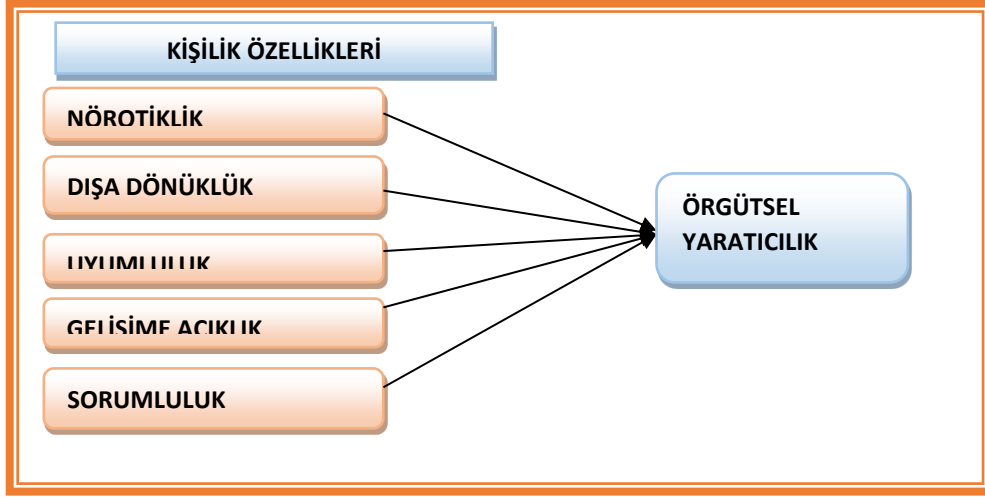 KİŞİLİK ÖZELLİKLERİ
NÖROTİKLİK
DIŞA DÖNÜKLÜK
UYUMLULUK
GELİŞİME AÇIKLIK
SORUMLULUK
ÖRGÜTSEL
YARATICILIK